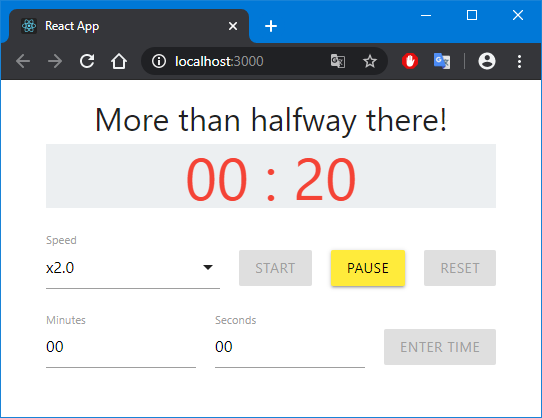 React App
localhost:3000
More than halfway there!
00 : 20
Speed
x2.0
START
PAUSE
RESET
Minutes
Seconds
00
00
ENTER TIME